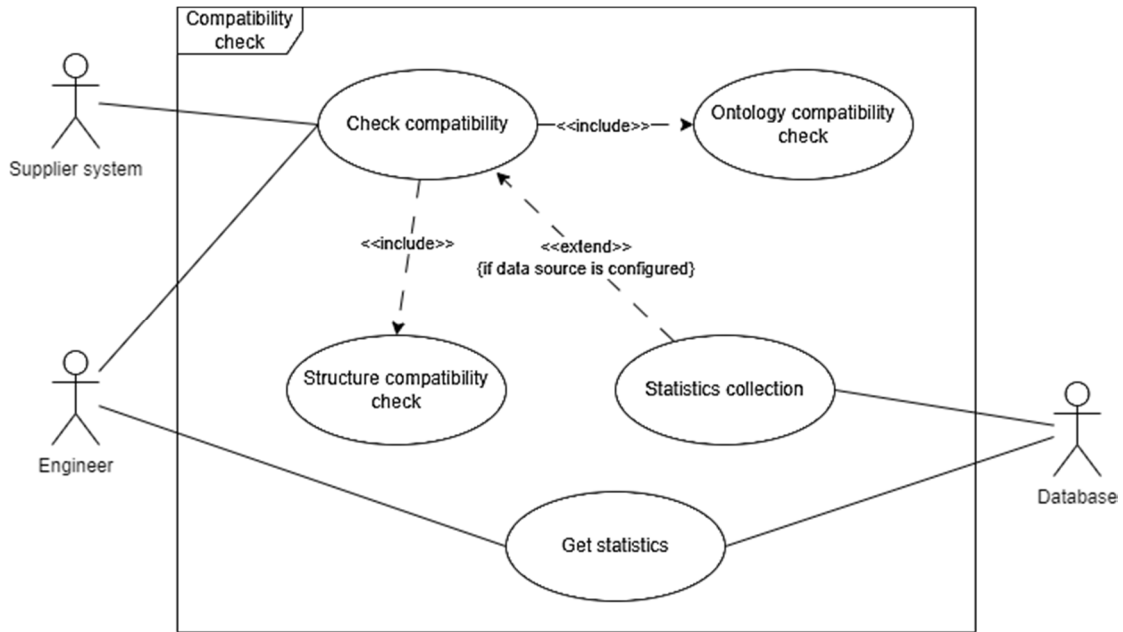 Compatibility
check
Supplier system
Check compatibility
<<include>>
Ontology compatibility
check
<<include>>
<<extend>>
{if data source is configured}
Structure compatibility
check
Statistics collection
Engineer
Database
Get statistics